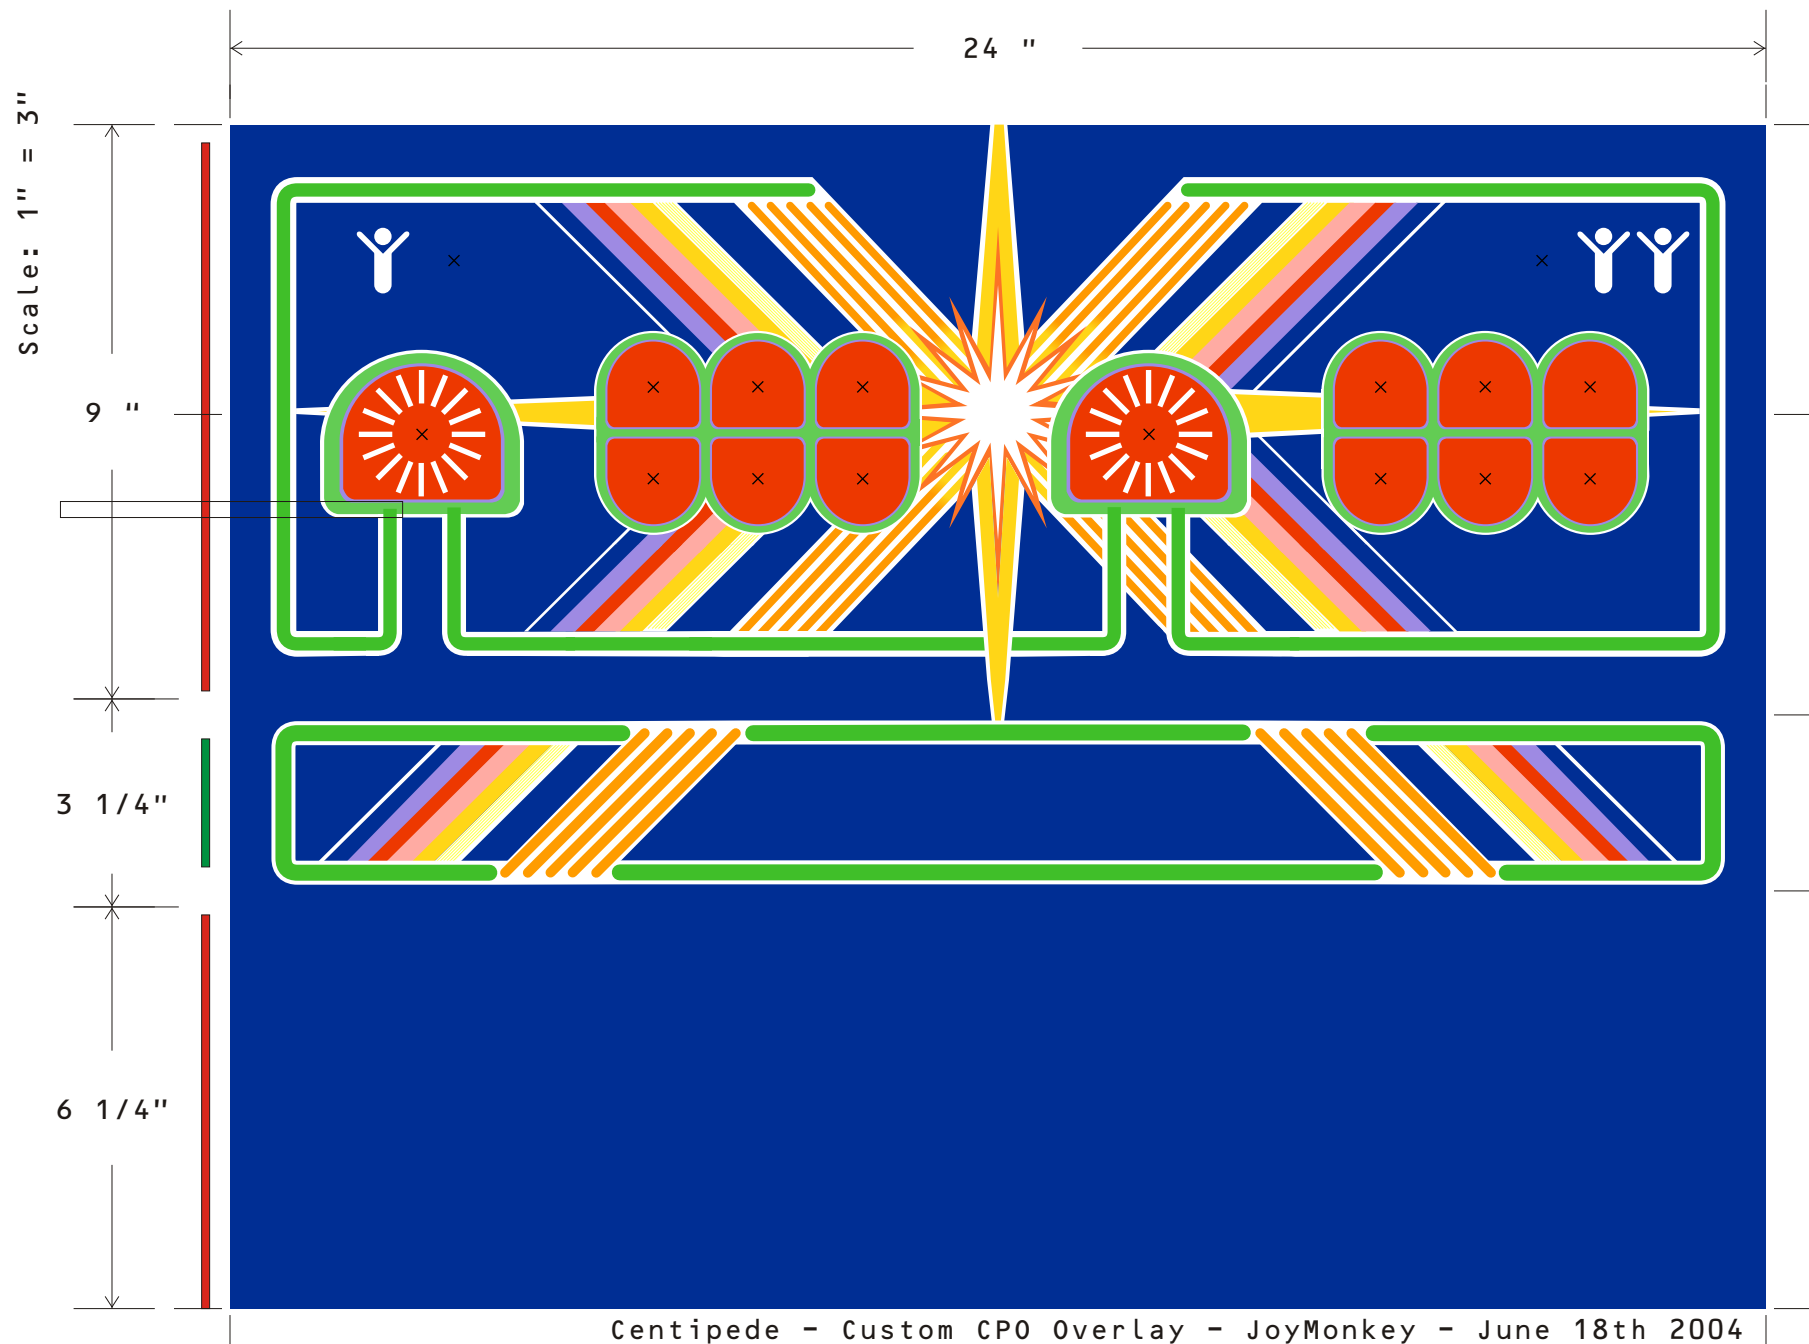 24 "
Scale: 1" = 3"
9 "
3 1/4"
6 1/4"
Centipede - Custom CPO Overlay - JoyMonkey - June 18th 2004